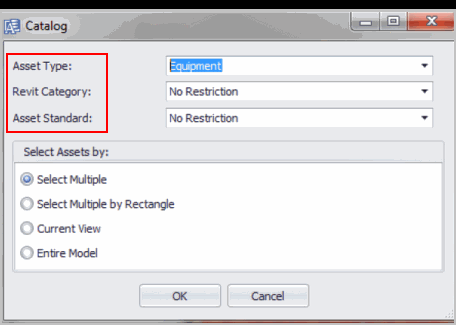 Catalog
Asset Type: Equipment
Revit Category: No Restriction
Asset Standard: No Restriction
Select Assets by:
Select Multiple
Select Multiple by Rectangle
Current View
Entire Model
OK Cancel